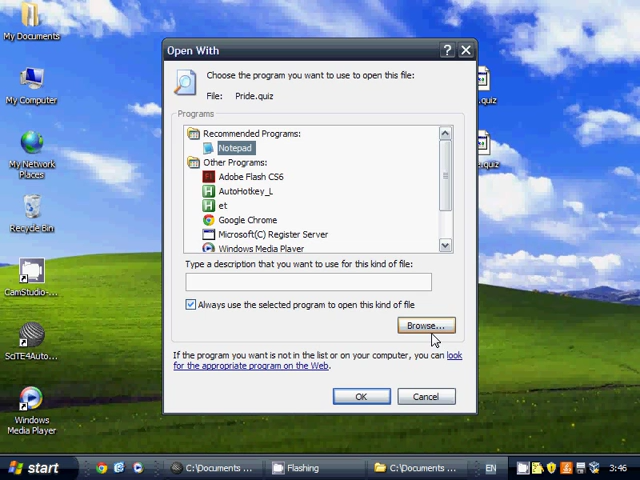 My Documents
My Computer
My Network
Places
Recycle Bin
CamStudio-...
SciTE4Auto...
Windows
Media Player
Open With
Choose the program you want to use to open this file:
File: Pride.quiz
Programs
Recommended Programs:
Notepad
Other Programs:
Adobe Flash CS6
AutoHotkey_L
et
Google Chrome
Microsoft(C) Register Server
Windows Media Player
Type a description that you want to use for this kind of file:
Always use the selected program to open this kind of file
Browse...
If the program you want is not in the list or on your computer, you can look
for the appropriate program on the Web.
OK
Cancel
.quiz
quiz
start
C:\Documents ...
Flashing
C:\Documents ...
EN
3:46